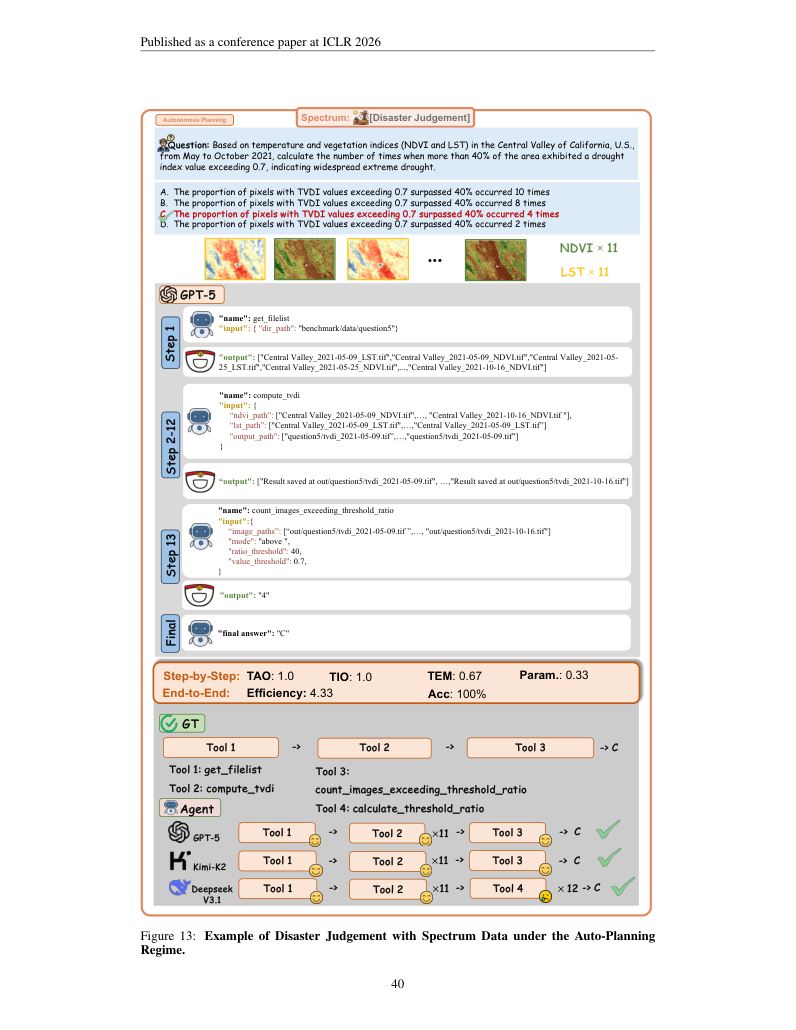 Published as a conference paper at ICLR 2026
Autonomous Planning
Spectrum: [Disaster Judgement]
Question: Based on temperature and vegetation indices (NDVI and LST) in the Central Valley of California, U.S.,
from May to October 2021, calculate the number of times when more than 40% of the area exhibited a drought
index value exceeding 0.7, indicating widespread extreme drought.
A. The proportion of pixels with TVDI values exceeding 0.7 surpassed 40% occurred 10 times
B. The proportion of pixels with TVDI values exceeding 0.7 surpassed 40% occurred 8 times
C. The proportion of pixels with TVDI values exceeding 0.7 surpassed 40% occurred 4 times
D. The proportion of pixels with TVDI values exceeding 0.7 surpassed 40% occurred 2 times
...
NDVI × 11
LST × 11
GPT-5
Step 1
"name": get_filelist
"input": { "dir_path": "benchmark/data/question5"}
"output": ["Central Valley_2021-05-09_LST.tif","Central Valley_2021-05-09_NDVI.tif","Central Valley_2021-05-
25_LST.tif","Central Valley_2021-05-25_NDVI.tif",...,"Central Valley_2021-10-16_NDVI.tif"]
Step 2-12
"name": compute_tvdi
"input": {
"ndvi_path": ["Central Valley_2021-05-09_NDVI.tif",…, "Central Valley_2021-10-16_NDVI.tif "],
"lst_path": ["Central Valley_2021-05-09_LST.tif",…,"Central Valley_2021-05-09_LST.tif"]
"output_path": ["question5/tvdi_2021-05-09.tif",…,"question5/tvdi_2021-05-09.tif"]
}
"output": ["Result saved at out/question5/tvdi_2021-05-09.tif", …,"Result saved at out/question5/tvdi_2021-10-16.tif"]
Step 13
"name": count_images_exceeding_threshold_ratio
"input":{
"image_paths": ["out/question5/tvdi_2021-05-09.tif ",…, "out/question5/tvdi_2021-10-16.tif"]
"mode": "above ",
"ratio_threshold": 40,
"value_threshold": 0.7,
}
"output": "4"
Final
"final answer": "C"
Step-by-Step: TAO: 1.0 TIO: 1.0 TEM: 0.67 Param.: 0.33
End-to-End: Efficiency: 4.33 Acc: 100%
GT
Tool 1 -> Tool 2 -> Tool 3 -> C
Tool 1: get_filelist
Tool 2: compute_tvdi
Tool 3:
count_images_exceeding_threshold_ratio
Tool 4: calculate_threshold_ratio
Agent
GPT-5 Tool 1 -> Tool 2 ×11 -> Tool 3 -> C
Kimi-K2 Tool 1 -> Tool 2 ×11 -> Tool 3 -> C
Deepseek V3.1 Tool 1 -> Tool 2 ×11 -> Tool 4 × 12 -> C
Figure 13: Example of Disaster Judgement with Spectrum Data under the Auto-Planning
Regime.
40